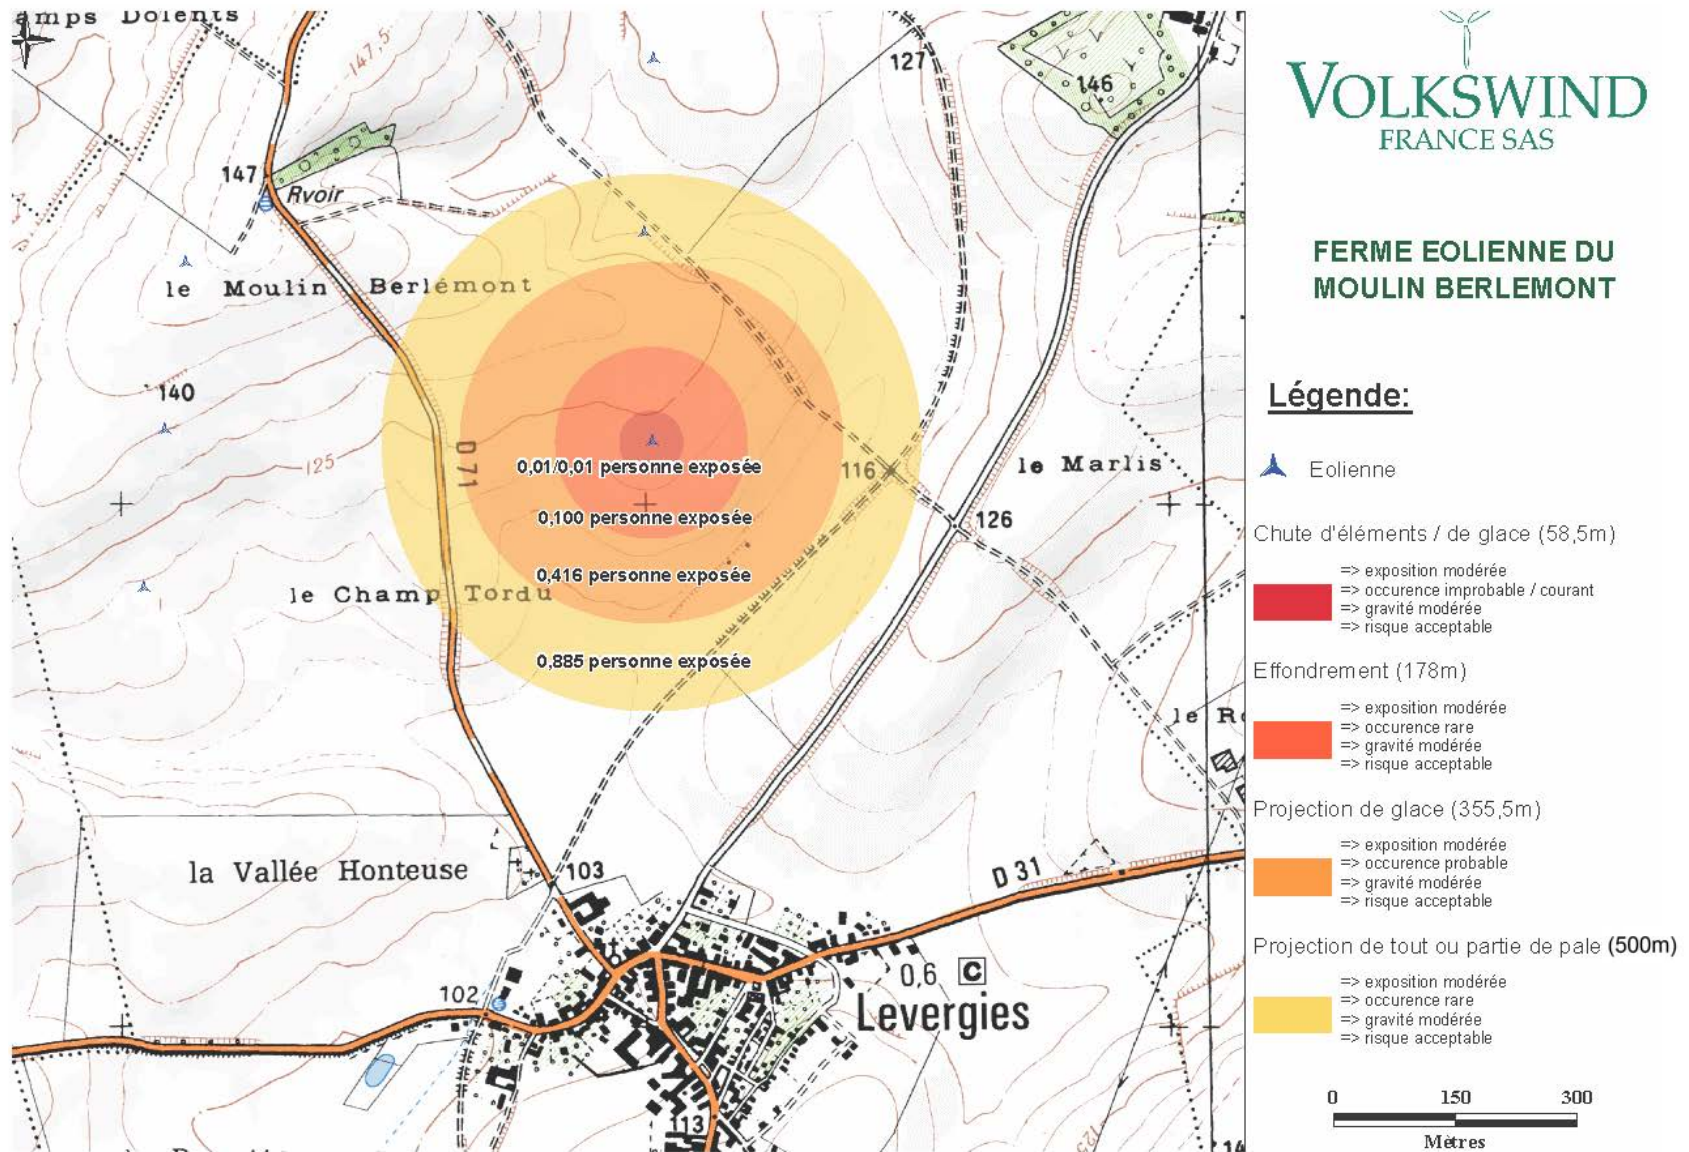 amps Dolents
147,5
127
146
147
Rvoir
le Moulin Berlémont
140
125
D 71
0,01/0,01 personne exposée
116
le Marlis
0,100 personne exposée
126
0,416 personne exposée
le Champ Tordu
0,885 personne exposée
le Ro
la Vallée Honteuse
103
D 31
0,6 C
102
Levergies
113
125
14
VOLKSWIND
FRANCE SAS
FERME EOLIENNE DU
MOULIN BERLEMONT
Légende:
Eolienne
Chute d'éléments / de glace (58,5m)
=> exposition modérée
=> occurence improbable / courant
=> gravité modérée
=> risque acceptable
Effondrement (178m)
=> exposition modérée
=> occurence rare
=> gravité modérée
=> risque acceptable
Projection de glace (355,5m)
=> exposition modérée
=> occurence probable
=> gravité modérée
=> risque acceptable
Projection de tout ou partie de pale (500m)
=> exposition modérée
=> occurence rare
=> gravité modérée
=> risque acceptable
0 150 300
Mètres